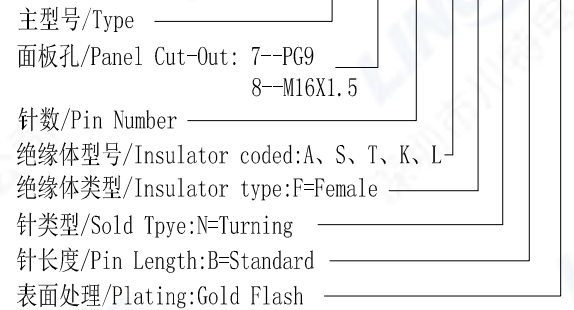 主型号/Type
面板孔/Panel Cut-Out: 7--PG9
8--M16X1.5
针数/Pin Number
绝缘体型号/Insulator coded:A、S、T、K、L
绝缘体类型/Insulator type:F=Female
针类型/Sold Tpye:N=Turning
针长度/Pin Length:B=Standard
表面处理/Plating:Gold Flash